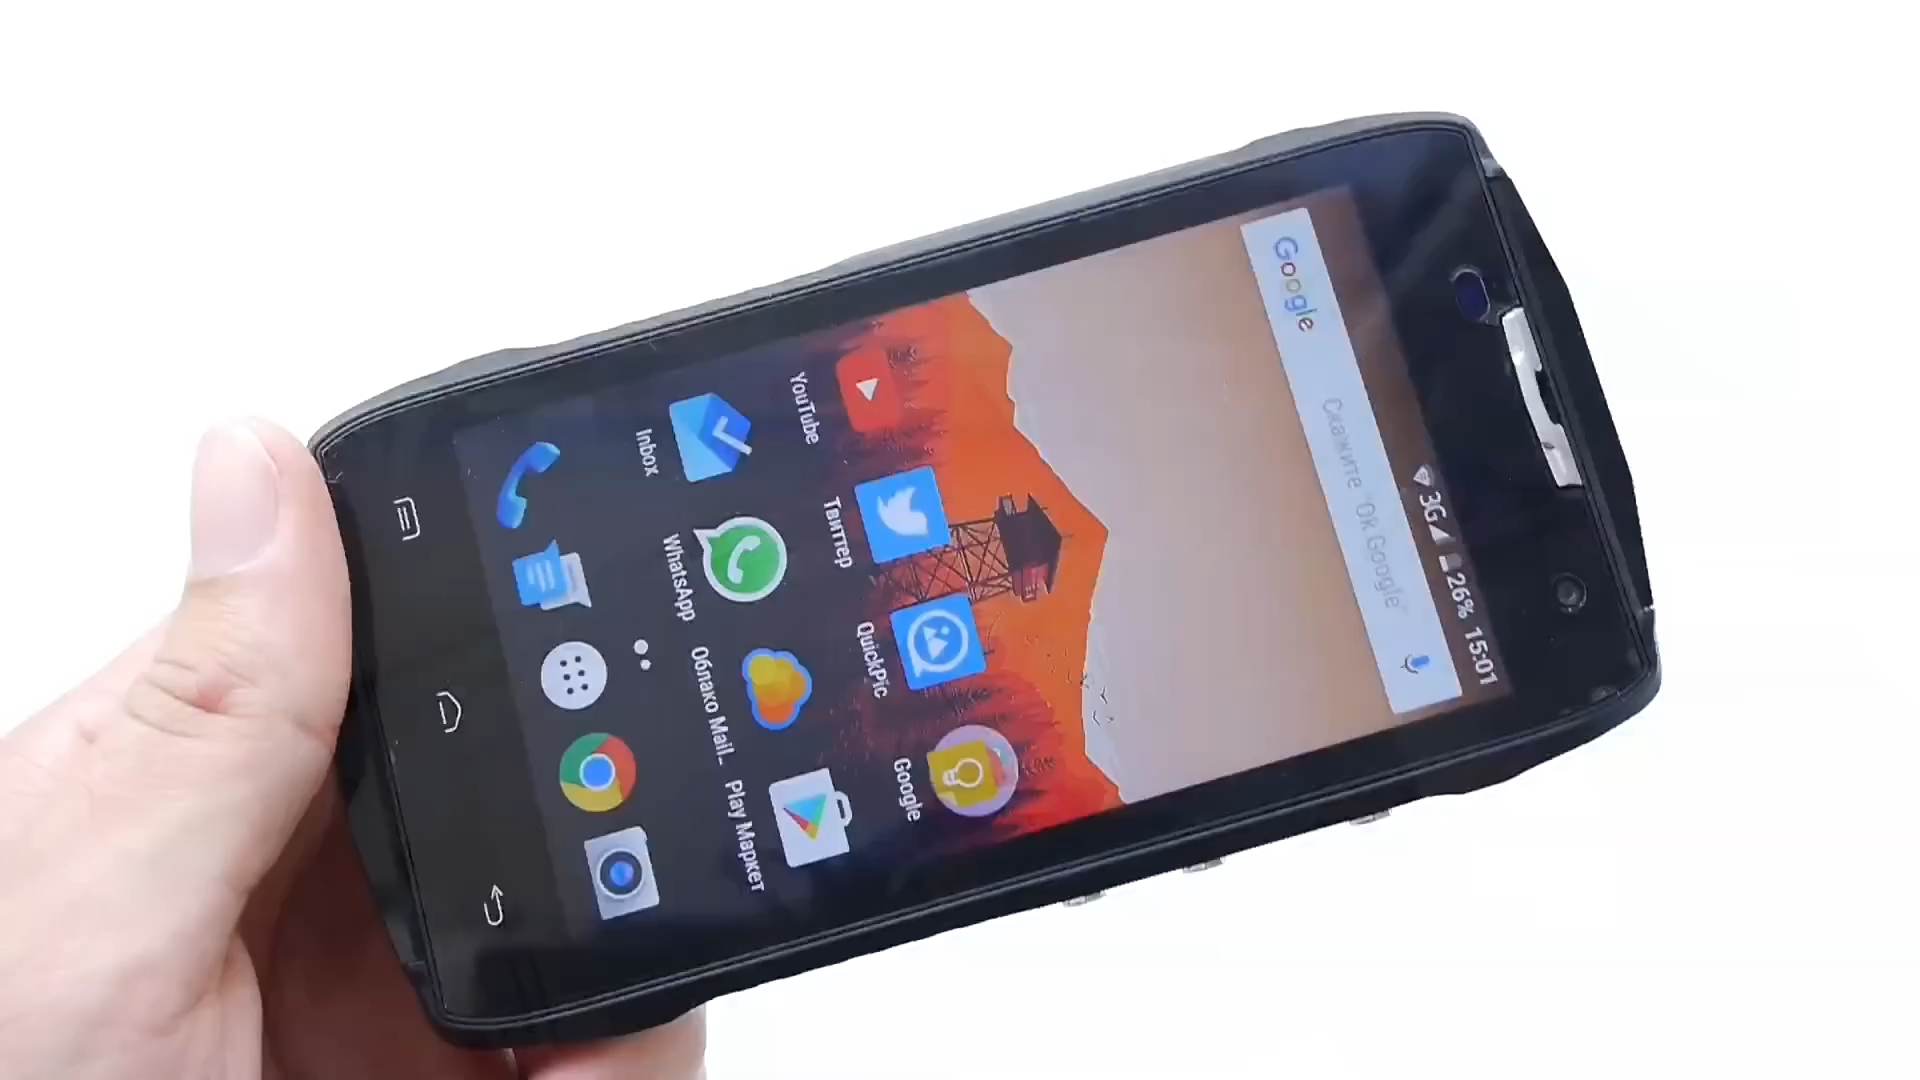 3G 26% 15:01
Google
Скажите "Ok Google"
YouTube
Твиттер
QuickPic
Google
Inbox
WhatsApp
Облако Mail...
Play Маркет